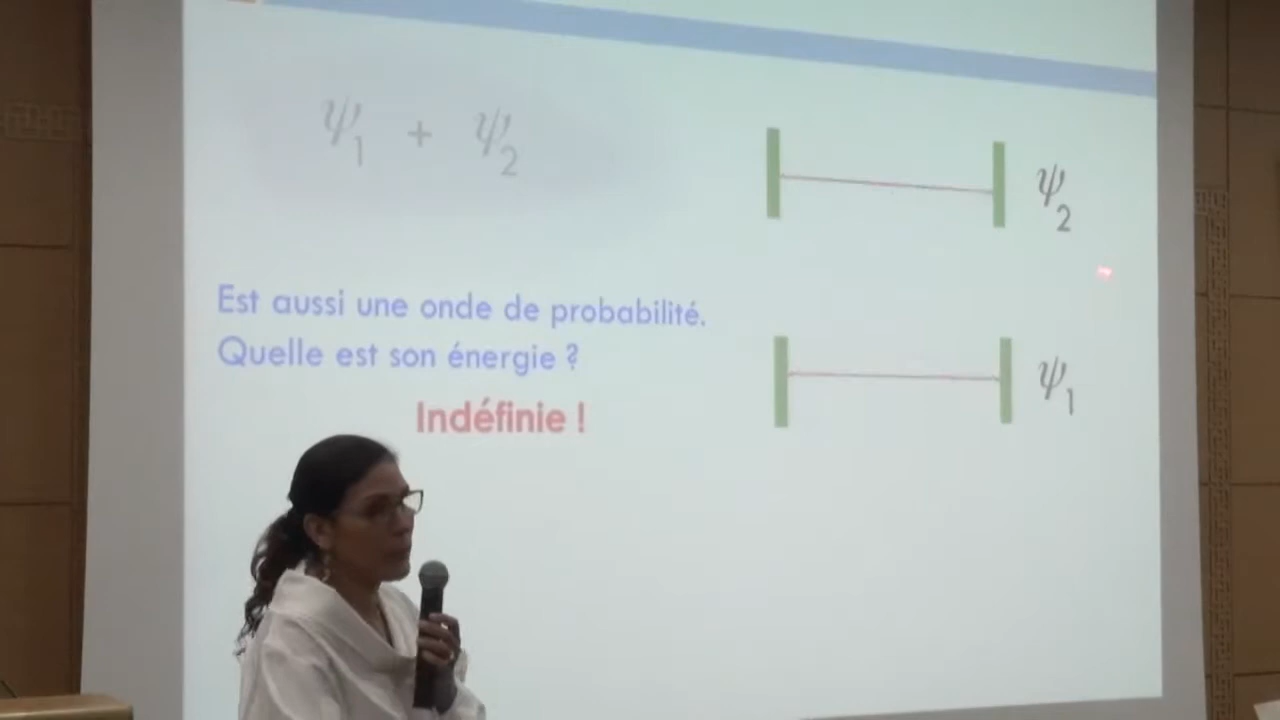 ψ₁ + ψ₂
ψ₂
Est aussi une onde de probabilité.
Quelle est son énergie ?
ψ₁
Indéfinie !